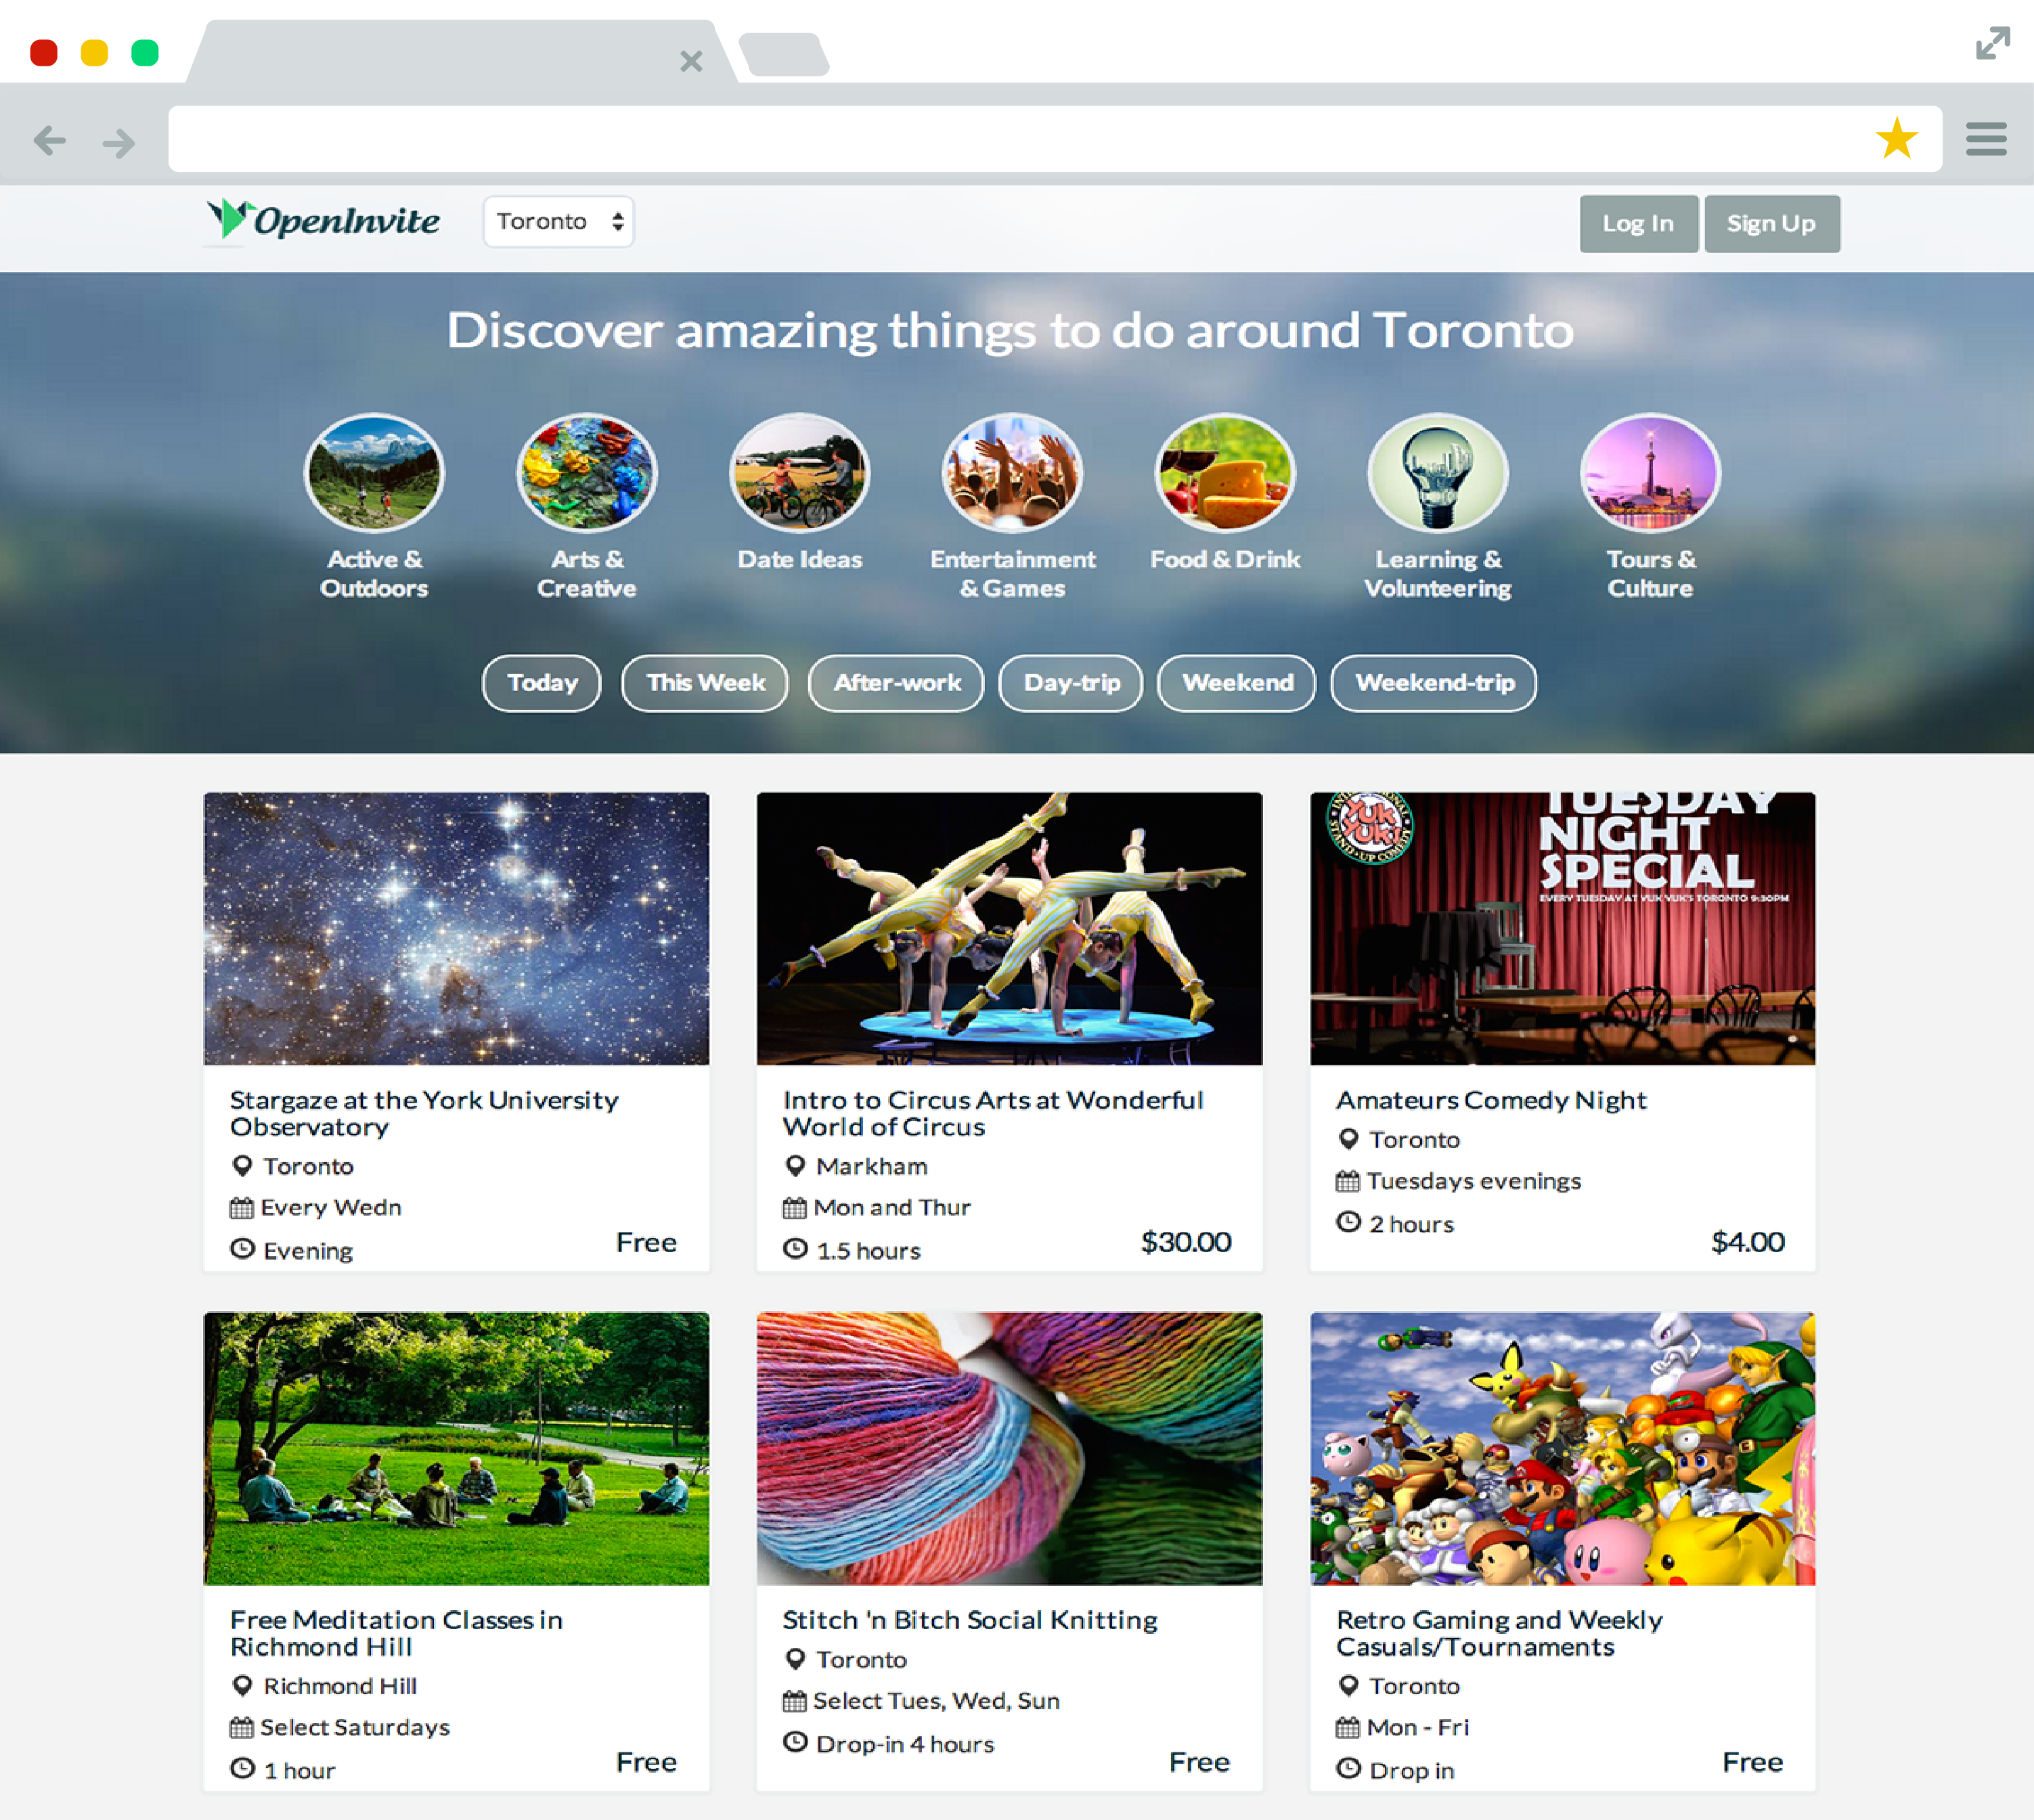 OpenInvite
Toronto
Log In
Sign Up
Discover amazing things to do around Toronto
Active &
Outdoors
Arts &
Creative
Date Ideas
Entertainment
& Games
Food & Drink
Learning &
Volunteering
Tours &
Culture
Today
This Week
After-work
Day-trip
Weekend
Weekend-trip
YUK
YUK'S
STAND-UP COMEDY
TUESDAY
NIGHT
SPECIAL
EVERY TUESDAY AT YUK YUK'S TORONTO 9:30PM
Stargaze at the York University
Observatory
Toronto
Every Wedn
Evening
Free
Intro to Circus Arts at Wonderful
World of Circus
Markham
Mon and Thur
1.5 hours
$30.00
Amateurs Comedy Night
Toronto
Tuesdays evenings
2 hours
$4.00
Free Meditation Classes in
Richmond Hill
Richmond Hill
Select Saturdays
1 hour
Free
Stitch 'n Bitch Social Knitting
Toronto
Select Tues, Wed, Sun
Drop-in 4 hours
Free
Retro Gaming and Weekly
Casuals/Tournaments
Toronto
Mon - Fri
Drop in
Free